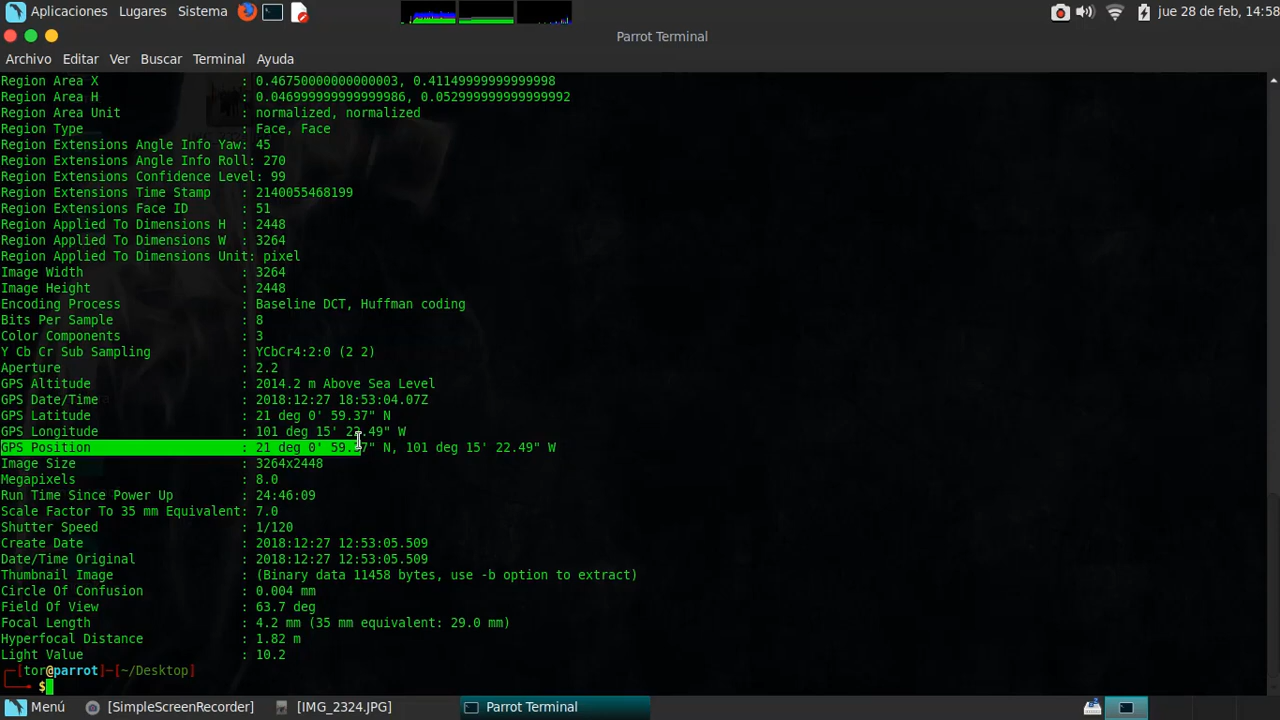 Aplicaciones Lugares Sistema jue 28 de feb, 14:58
Parrot Terminal
Archivo Editar Ver Buscar Terminal Ayuda
Region Area X : 0.46750000000000003, 0.41149999999999998
Region Area H : 0.046999999999999986, 0.052999999999999992
Region Area Unit : normalized, normalized
Region Type : Face, Face
Region Extensions Angle Info Yaw: 45
Region Extensions Angle Info Roll: 270
Region Extensions Confidence Level: 99
Region Extensions Time Stamp : 2140055468199
Region Extensions Face ID : 51
Region Applied To Dimensions H : 2448
Region Applied To Dimensions W : 3264
Region Applied To Dimensions Unit: pixel
Image Width : 3264
Image Height : 2448
Encoding Process : Baseline DCT, Huffman coding
Bits Per Sample : 8
Color Components : 3
Y Cb Cr Sub Sampling : YCbCr4:2:0 (2 2)
Aperture : 2.2
GPS Altitude : 2014.2 m Above Sea Level
GPS Date/Time : 2018:12:27 18:53:04.07Z
GPS Latitude : 21 deg 0' 59.37" N
GPS Longitude : 101 deg 15' 22.49" W
GPS Position : 21 deg 0' 59.37" N, 101 deg 15' 22.49" W
Image Size : 3264x2448
Megapixels : 8.0
Run Time Since Power Up : 24:46:09
Scale Factor To 35 mm Equivalent: 7.0
Shutter Speed : 1/120
Create Date : 2018:12:27 12:53:05.509
Date/Time Original : 2018:12:27 12:53:05.509
Thumbnail Image : (Binary data 11458 bytes, use -b option to extract)
Circle Of Confusion : 0.004 mm
Field Of View : 63.7 deg
Focal Length : 4.2 mm (35 mm equivalent: 29.0 mm)
Hyperfocal Distance : 1.82 m
Light Value : 10.2
[tor@parrot]-[~/Desktop]
$
Menú [SimpleScreenRecorder] [IMG_2324.JPG] Parrot Terminal